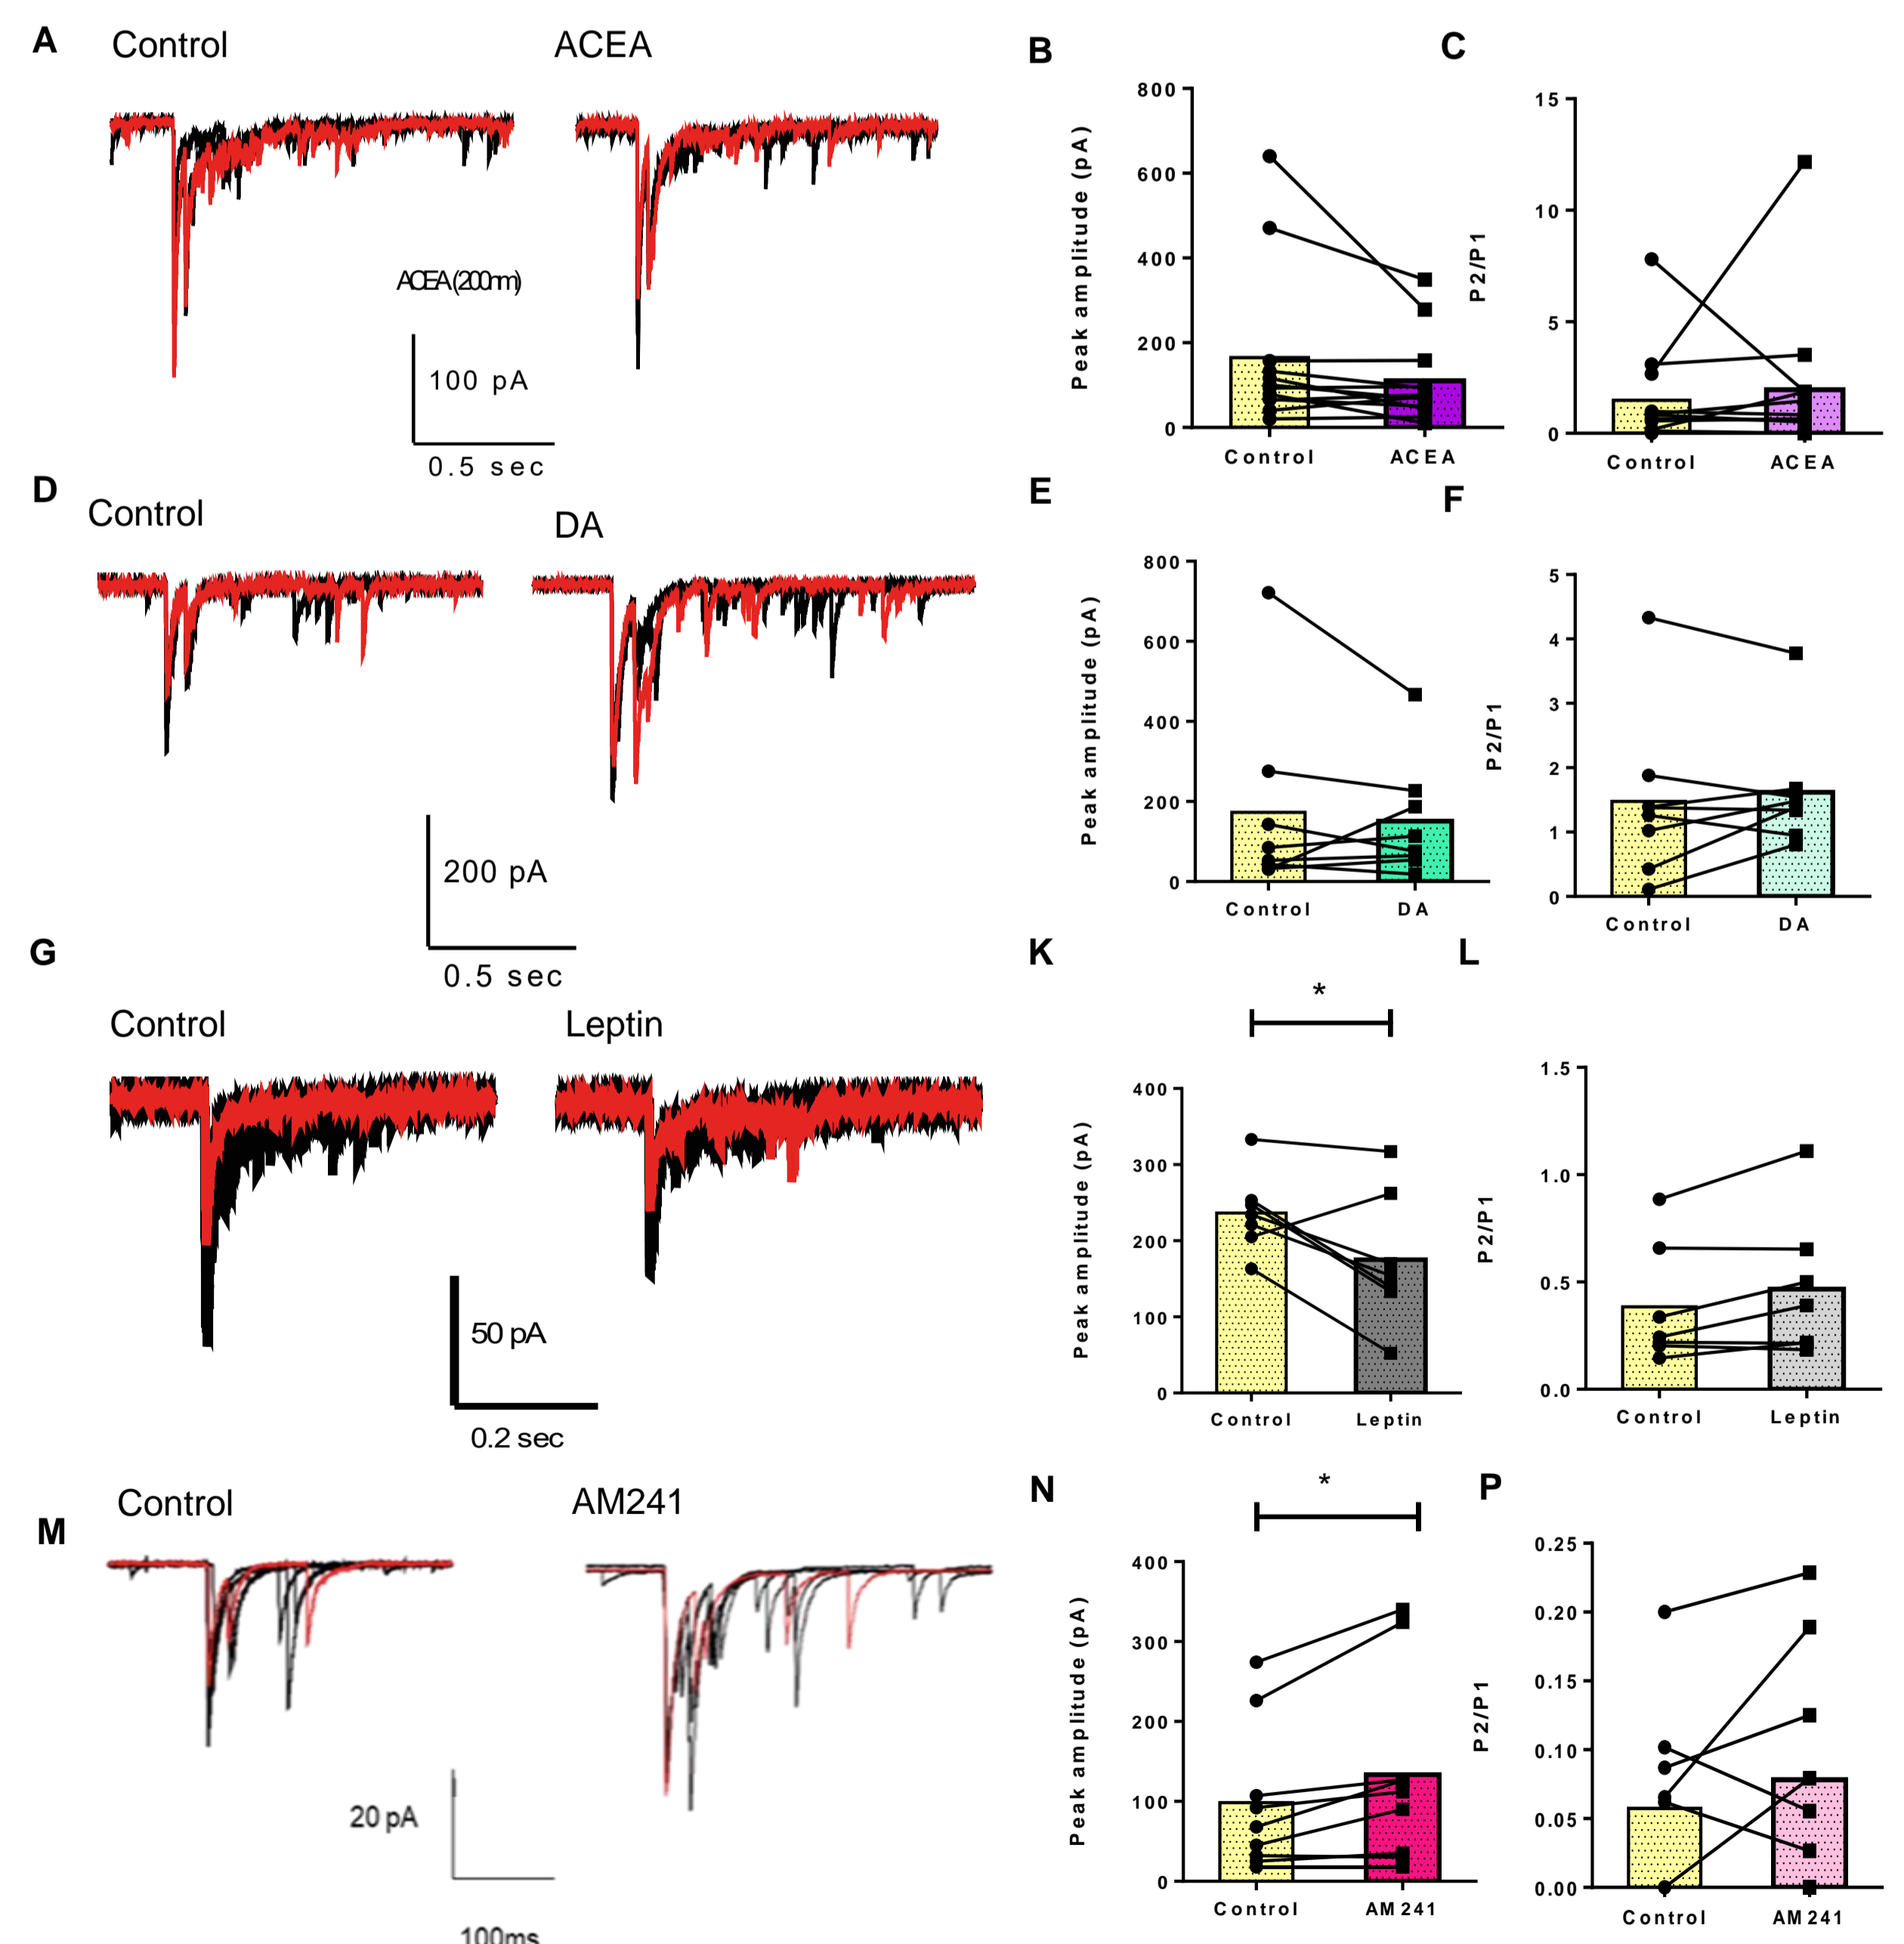 A
Control
ACEA
ACEA (200nm)
100 pA
0.5 sec
B
Peak amplitude (pA)
800
600
400
200
0
Control
ACEA
C
P2/P1
15
10
5
0
Control
ACEA
D
Control
DA
200 pA
0.5 sec
E
Peak amplitude (pA)
800
600
400
200
0
Control
DA
F
P2/P1
5
4
3
2
1
0
Control
DA
G
Control
Leptin
50 pA
0.2 sec
K
*
Peak amplitude (pA)
400
300
200
100
0
Control
Leptin
L
P2/P1
1.5
1.0
0.5
0.0
Control
Leptin
M
Control
AM241
20 pA
100ms
N
*
Peak amplitude (pA)
400
300
200
100
0
Control
AM241
P
P2/P1
0.25
0.20
0.15
0.10
0.05
0.00
Control
AM241